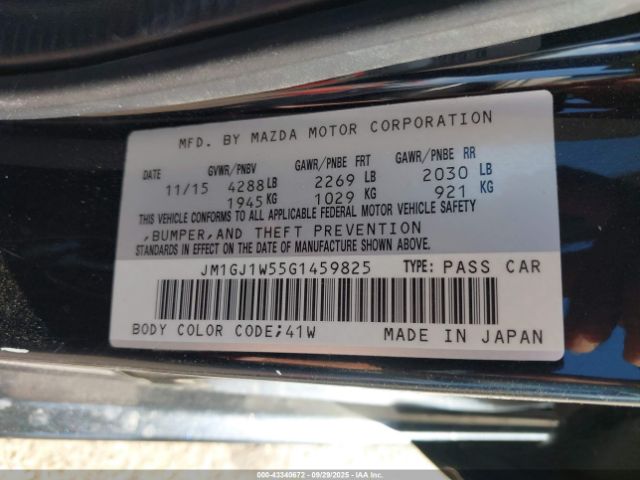 MFD. BY MAZDA MOTOR CORPORATION
DATE GVWR/PNBV GAWR/PNBE FRT GAWR/PNBE RR
11/15 4288 LB 2269 LB 2030 LB
1945 KG 1029 KG 921 KG
THIS VEHICLE CONFORMS TO ALL APPLICABLE FEDERAL MOTOR VEHICLE SAFETY
,BUMPER,AND THEFT PREVENTION
STANDARDS IN EFFECT ON THE DATE OF MANUFACTURE SHOWN ABOVE.
JM1GJ1W55G1459825 TYPE: PASS CAR
BODY COLOR CODE;41W MADE IN JAPAN
000-43340672 - 09/29/2025 - IAAI.COM